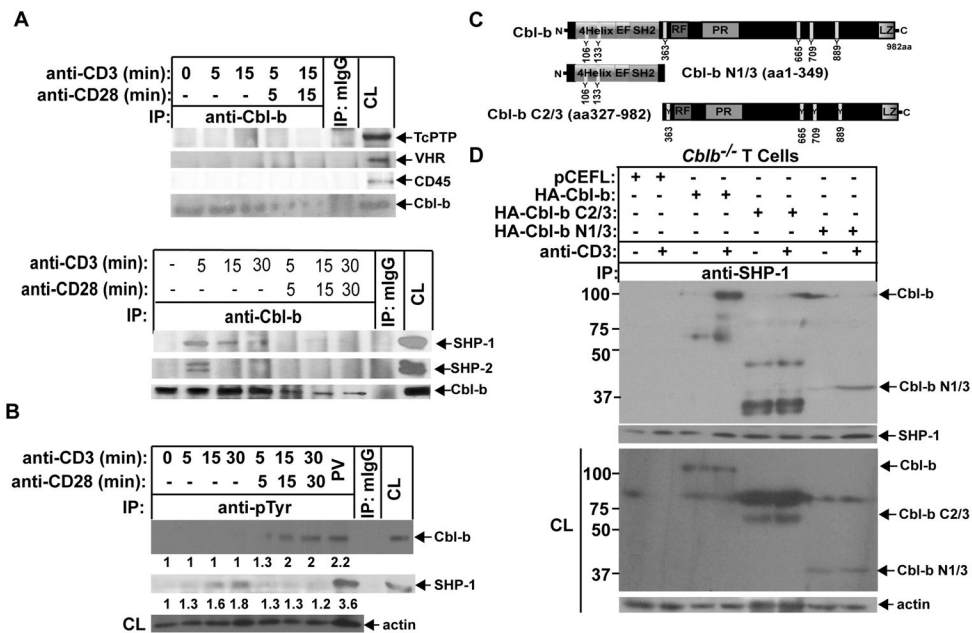 A
anti-CD3 (min): 0 5 15 5 15
anti-CD28 (min): - - - 5 15
IP: anti-Cbl-b IP: mIgG CL
TcPTP
VHR
CD45
Cbl-b
anti-CD3 (min): - 5 15 30 5 15 30
anti-CD28 (min): - - - - 5 15 30
IP: anti-Cbl-b IP: mIgG CL
SHP-1
SHP-2
Cbl-b
B
anti-CD3 (min): 0 5 15 30 5 15 30 PV
anti-CD28 (min): - - - - 5 15 30
IP: anti-pTyr IP: mIgG CL
Cbl-b
1 1 1 1 1.3 2 2 2.2
SHP-1
1 1.3 1.6 1.8 1.3 1.3 1.2 3.6
CL actin
C
Cbl-b N 4Helix EF SH2 RF PR LZ C
Y Y Y Y Y Y
106 133 363 665 709 889 982aa
N 4Helix EF SH2 Cbl-b N1/3 (aa1-349)
Y Y
106 133
Cbl-b C2/3 (aa327-982) Y RF PR Y Y Y LZ C
363 665 709 889
D
Cblb-/- T Cells
pCEFL: + + - - - - - -
HA-Cbl-b: - - + + - - - -
HA-Cbl-b C2/3: - - - - + + - -
HA-Cbl-b N1/3: - - - - - - + +
anti-CD3: - + - + - + - +
IP: anti-SHP-1
100 Cbl-b
75
50
Cbl-b N1/3
37
SHP-1
CL
100 Cbl-b
75
Cbl-b C2/3
50
37 Cbl-b N1/3
actin